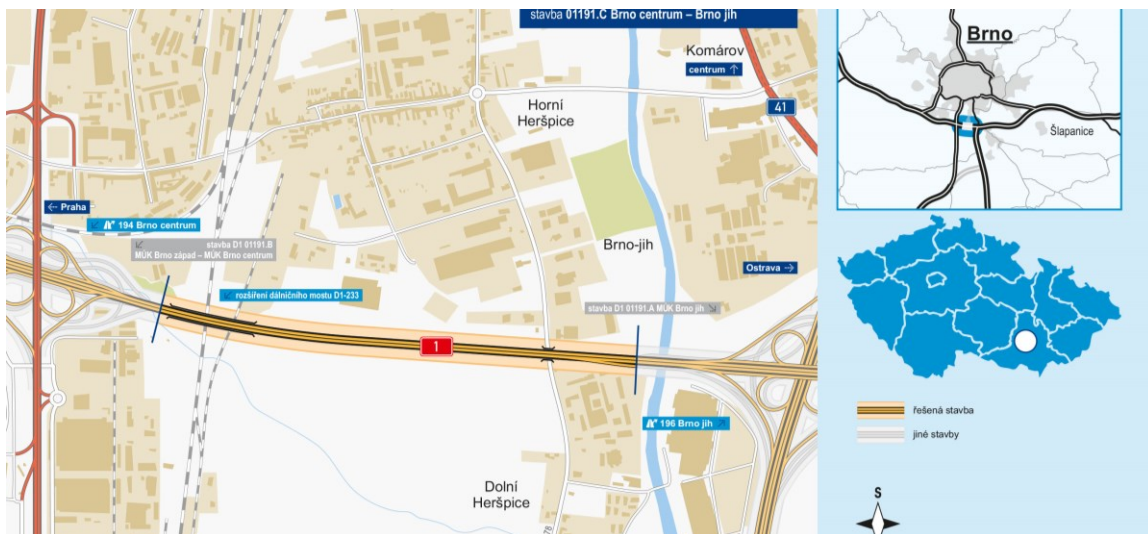 stavba 01191.C Brno centrum – Brno jih
Komárov
centrum ↑
41
Horní
Heršpice
← Praha
194 Brno centrum
stavba D1 01191.B
MÚK Brno západ – MÚK Brno centrum
Brno-jih
Ostrava →
rozšíření dálničního mostu D1-233
stavba D1 01191.A MÚK Brno jih
1
196 Brno jih
Dolní
Heršpice
Brno
Šlapanice
řešená stavba
jiné stavby
S